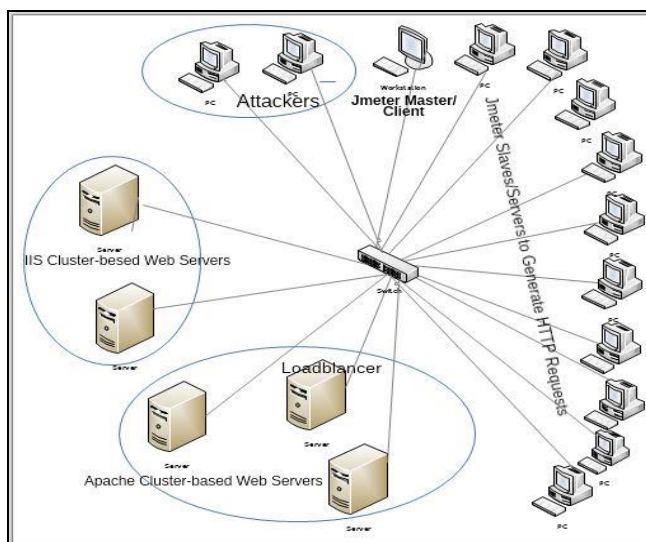 PC
PC
Attackers
Workstation
Jmeter Master/
Client
PC
PC
PC
PC
PC
PC
PC
PC
PC
PC
Jmeter Slaves/Servers to Generate HTTP Requests
Server
IIS Cluster-besed Web Servers
Server
Switch
Loadblancer
Server
Server
Apache Cluster-based Web Servers
Server